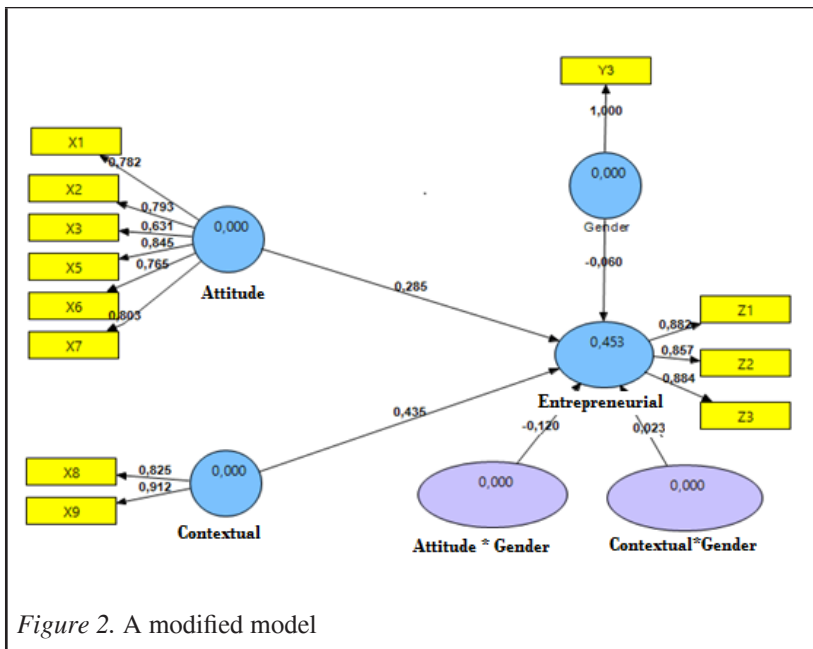 Y3
1,000
0,000
Gender
-0,060
X1
0,782
X2
0,793
X3
0,631
X5
0,845
X6
0,765
X7
0,803
0,000
Attitude
0,285
0,453
Entrepreneurial
0,882
Z1
0,857
Z2
0,884
Z3
0,435
X8
0,825
X9
0,912
0,000
Contextual
-0,120
0,000
Attitude * Gender
0,023
0,000
Contextual*Gender
Figure 2. A modified model